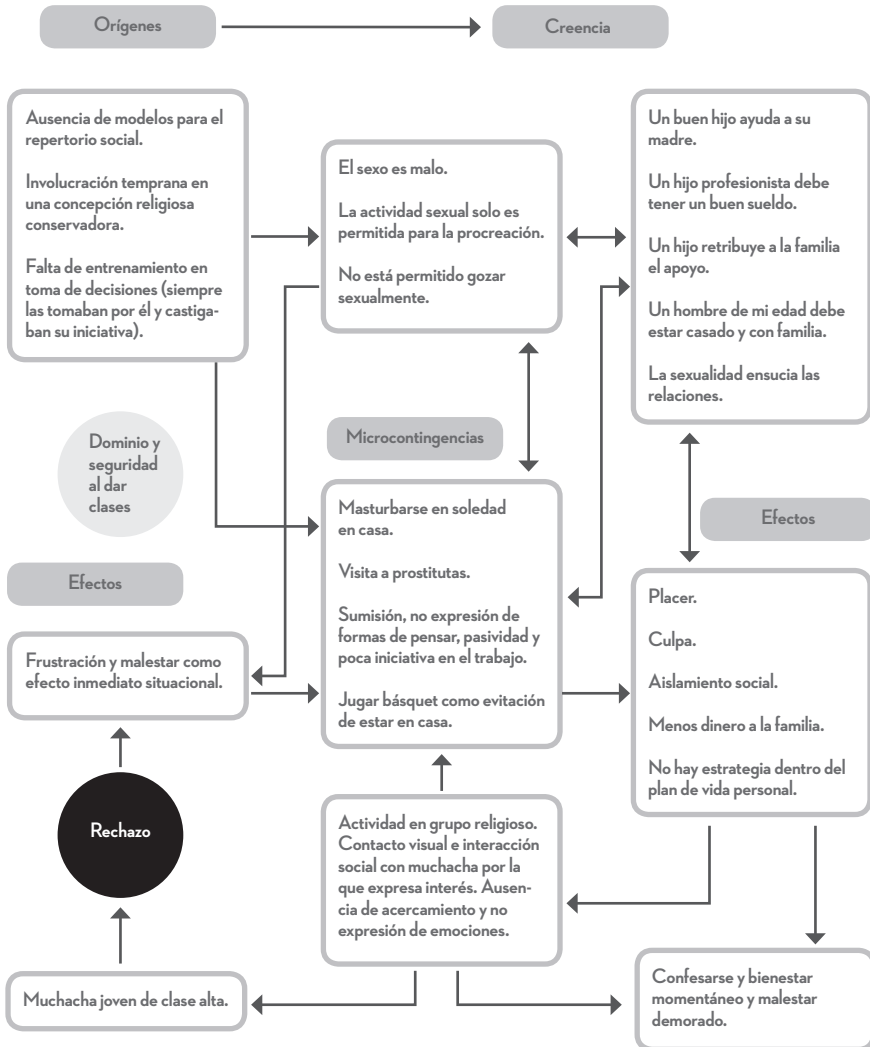 Orígenes
Creencia
Ausencia de modelos para el
repertorio social.
Involucración temprana en
una concepción religiosa
conservadora.
Falta de entrenamiento en
toma de decisiones (siempre
las tomaban por él y castiga-
ban su iniciativa).
El sexo es malo.
La actividad sexual solo es
permitida para la procreación.
No está permitido gozar
sexualmente.
Un buen hijo ayuda a su
madre.
Un hijo profesionista debe
tener un buen sueldo.
Un hijo retribuye a la familia
el apoyo.
Un hombre de mi edad debe
estar casado y con familia.
La sexualidad ensucia las
relaciones.
Dominio y
seguridad
al dar
clases
Microcontingencias
Efectos
Masturbarse en soledad
en casa.
Visita a prostitutas.
Sumisión, no expresión de
formas de pensar, pasividad y
poca iniciativa en el trabajo.
Jugar básquet como evitación
de estar en casa.
Efectos
Placer.
Culpa.
Aislamiento social.
Menos dinero a la familia.
No hay estrategia dentro del
plan de vida personal.
Frustración y malestar como
efecto inmediato situacional.
Rechazo
Actividad en grupo religioso.
Contacto visual e interacción
social con muchacha por la
que expresa interés. Ausen-
cia de acercamiento y no
expresión de emociones.
Muchacha joven de clase alta.
Confesarse y bienestar
momentáneo y malestar
demorado.